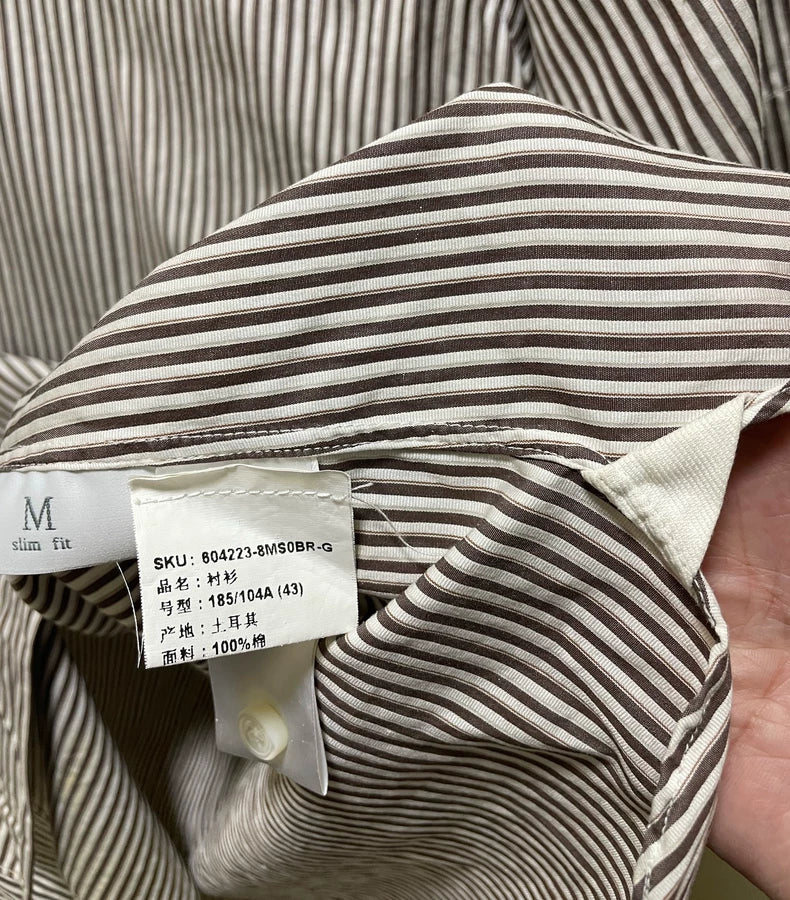 M
slim fit
SKU: 604223-8MS0BR-G
品名：衬衫
号型：185/104A (43)
产地：土耳其
面料：100%棉